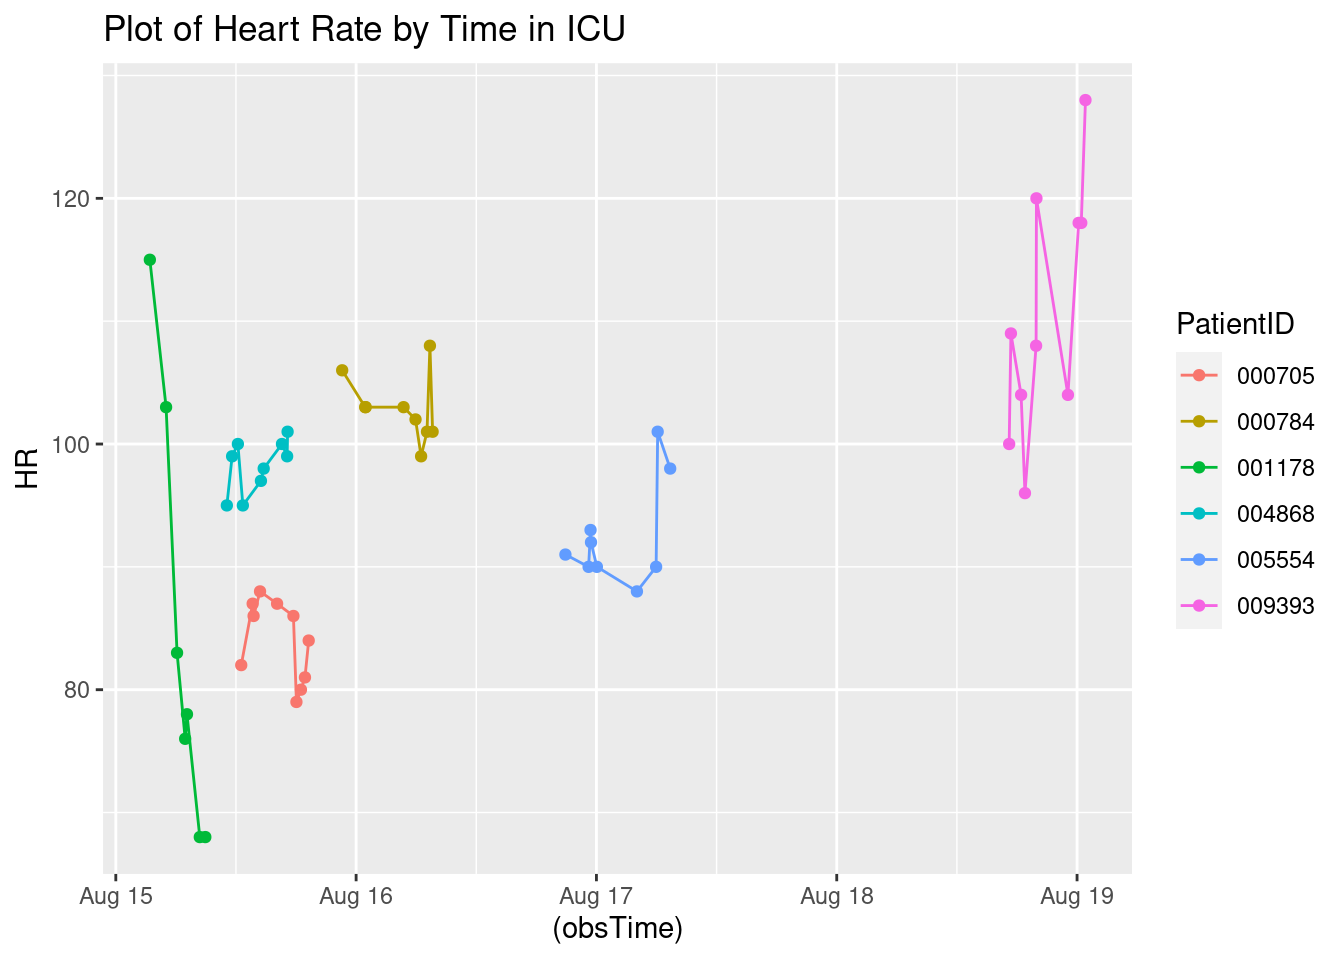 Plot of Heart Rate by Time in ICU
HR
120
100
80
Aug 15
Aug 16
Aug 17
Aug 18
Aug 19
(obsTime)
PatientID
000705
000784
001178
004868
005554
009393